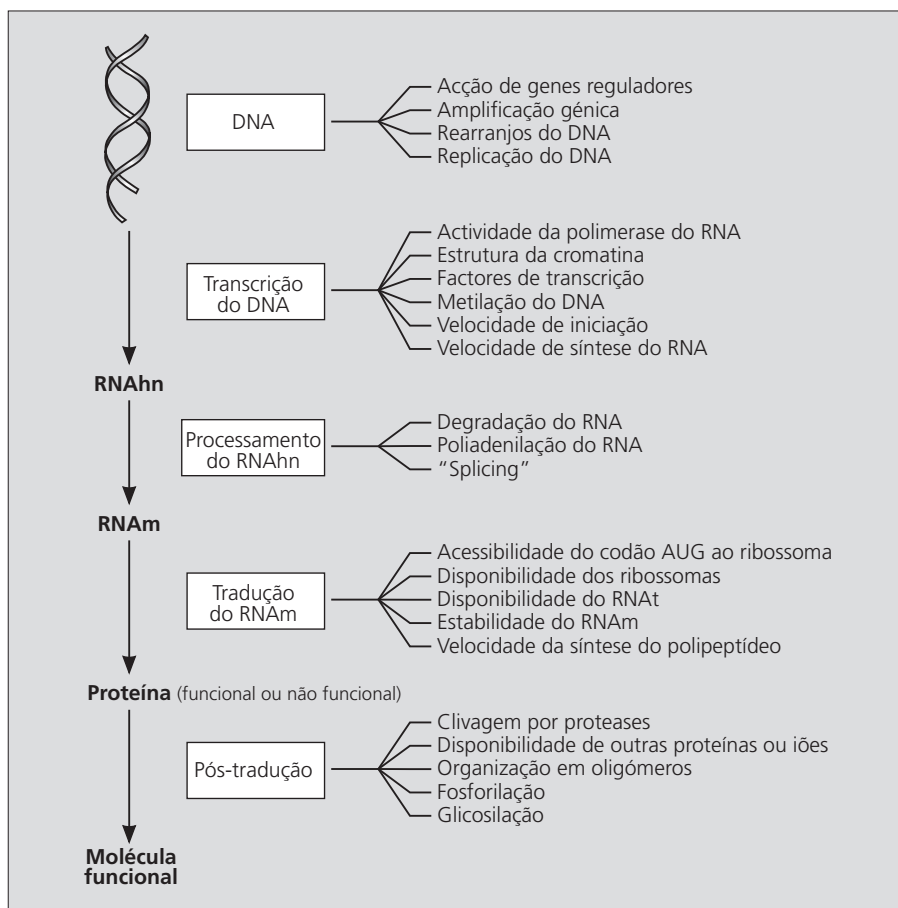 DNA
Acção de genes reguladores
Amplificação génica
Rearranjos do DNA
Replicação do DNA
Transcrição
do DNA
Actividade da polimerase do RNA
Estrutura da cromatina
Factores de transcrição
Metilação do DNA
Velocidade de iniciação
Velocidade de síntese do RNA
RNAhn
Processamento
do RNAhn
Degradação do RNA
Poliadenilação do RNA
“Splicing”
RNAm
Tradução
do RNAm
Acessibilidade do codão AUG ao ribossoma
Disponibilidade dos ribossomas
Disponibilidade do RNAt
Estabilidade do RNAm
Velocidade da síntese do polipeptídeo
Proteína (funcional ou não funcional)
Pós-tradução
Clivagem por proteases
Disponibilidade de outras proteínas ou iões
Organização em oligómeros
Fosforilação
Glicosilação
Molécula
funcional